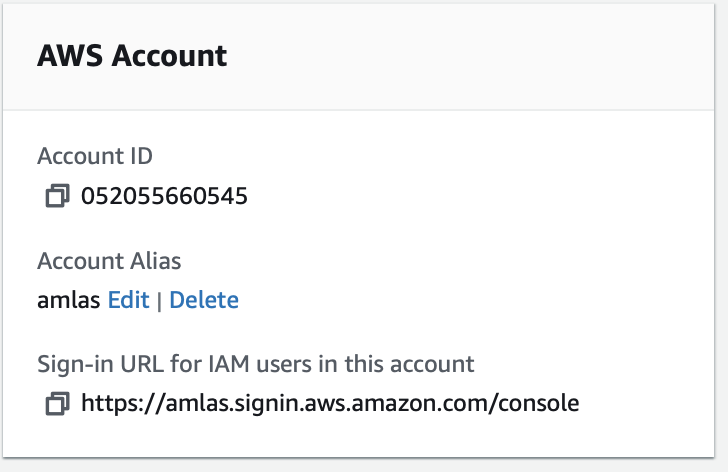 AWS Account
Account ID
052055660545
Account Alias
amlas Edit | Delete
Sign-in URL for IAM users in this account
https://amlas.signin.aws.amazon.com/console